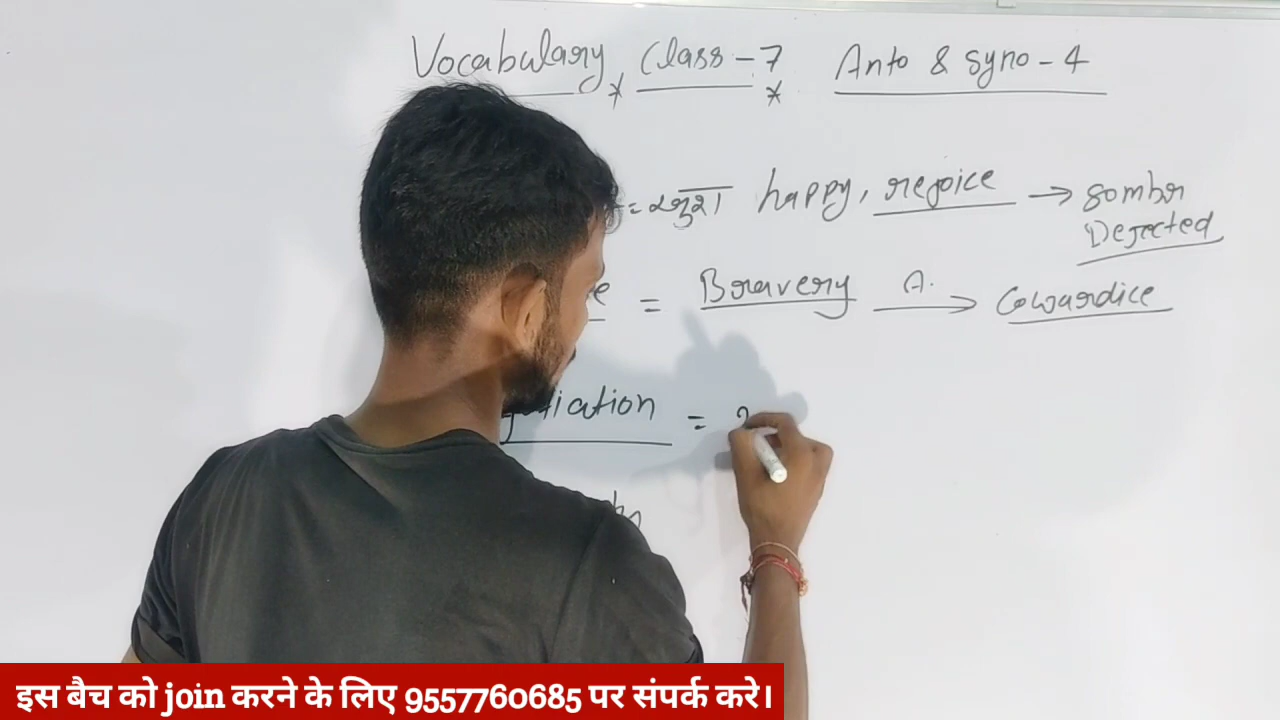 Vocabulary Class - 7 Anto & Syno - 4
= खुश happy, rejoice → sombr
Dejected
= Bravery A. → Cowardice
iation =
इस बैच को join करने के लिए 9557760685 पर संपर्क करे।